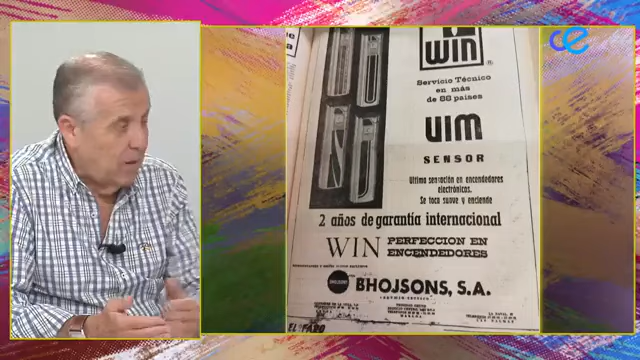 ce
WIN
Servicio Técnico
en más
de 88 países
UIM
SENSOR
Ultima sensación en encendedores
electrónicos.
Se toca suave y enciende
2 años de garantía internacional
WIN PERFECCION EN
ENCENDEDORES
BHOJSONS, S.A.
EL FARO